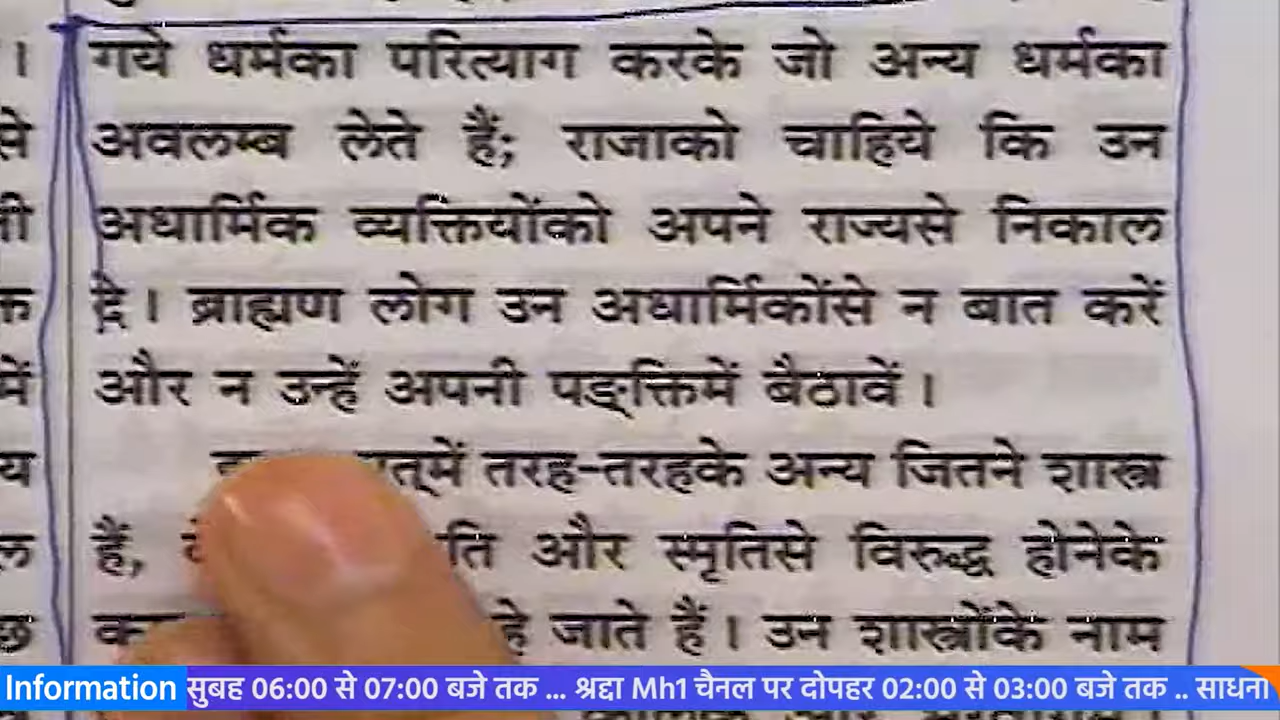 । गये धर्मका परित्याग करके जो अन्य धर्मका
से अवलम्ब लेते हैं; राजाको चाहिये कि उन
अधार्मिक व्यक्तियोंको अपने राज्यसे निकाल
दे। ब्राह्मण लोग उन अधार्मिकोंसे न बात करें
और न उन्हें अपनी पङ्क्तिमें बैठावें।
तरह-तरहके अन्य जितने शास्त्र
हैं, और स्मृतिसे विरुद्ध होनेके
जाते हैं। उन शास्त्रोंके नाम
Information सुबह 06:00 से 07:00 बजे तक ... श्रद्दा Mh1 चैनल पर दोपहर 02:00 से 03:00 बजे तक .. साधना